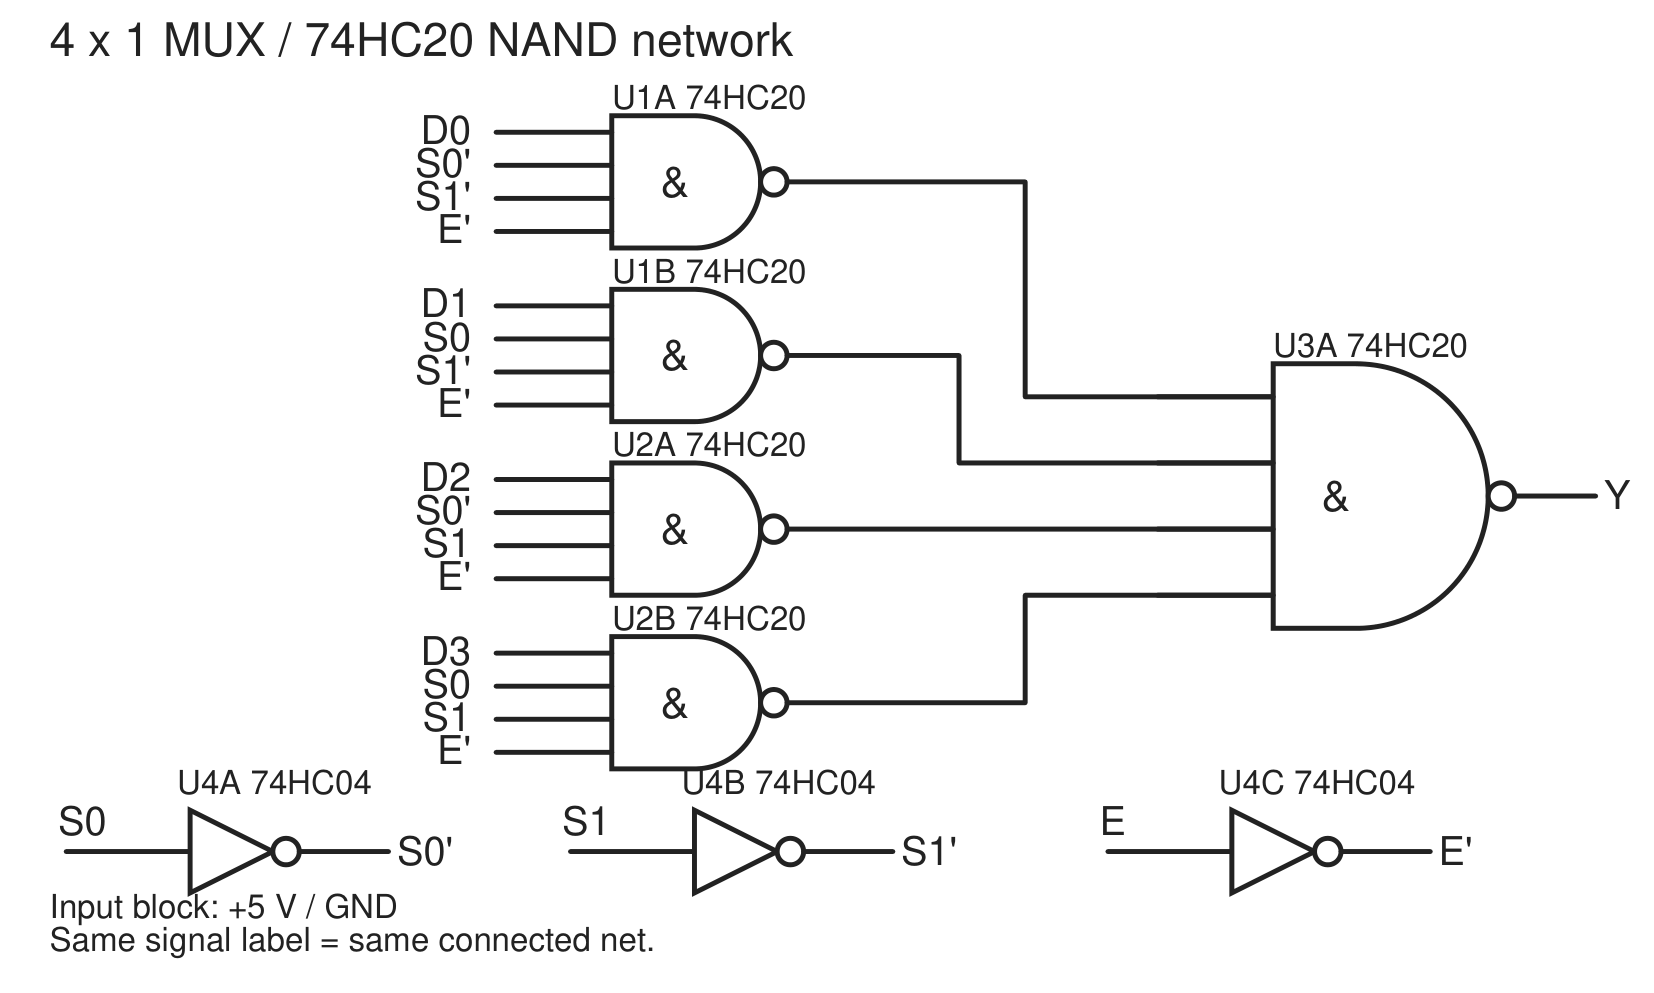 4 x 1 MUX / 74HC20 NAND network
U1A 74HC20
D0
S0'
S1'
E'
&
U1B 74HC20
D1
S0
S1'
E'
&
U2A 74HC20
D2
S0'
S1
E'
&
U2B 74HC20
D3
S0
S1
E'
&
U3A 74HC20
&
Y
U4A 74HC04
S0
S0'
U4B 74HC04
S1
S1'
U4C 74HC04
E
E'
Input block: +5 V / GND
Same signal label = same connected net.